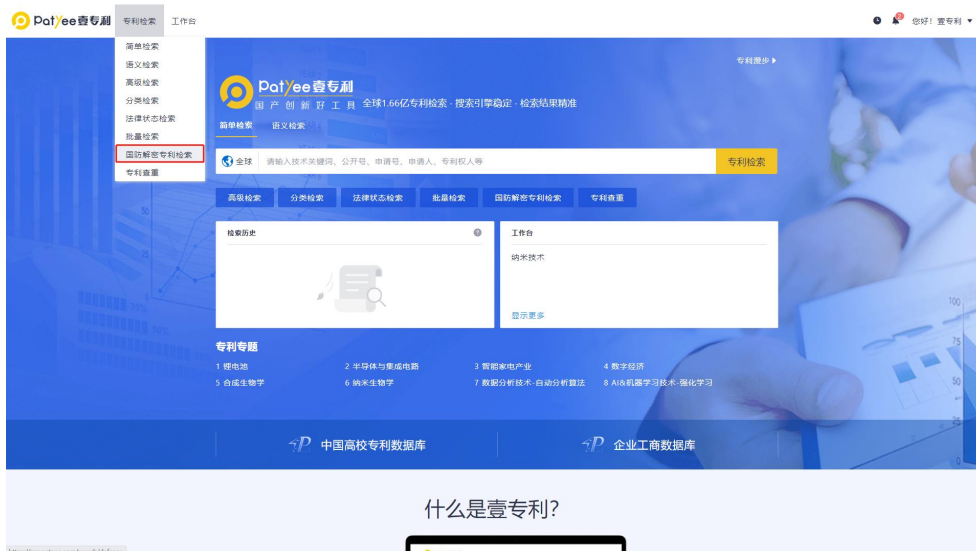 Patyee壹专利 专利检索 工作台 2 您好！壹专利
简单检索
语义检索
高级检索
分类检索
法律状态检索
批量检索
国防解密专利检索
专利查重
专利漫步
Patyee壹专利
国产创新好工具 全球1.66亿专利检索 · 搜索引擎稳定 · 检索结果精准
简单检索 语义检索
全球 请输入技术关键词、公开号、申请号、申请人、专利权人等 专利检索
高级检索 分类检索 法律状态检索 批量检索 国防解密专利检索 专利查重
检索历史 工作台
纳米技术
显示更多
专利专题
1 锂电池 2 半导体与集成电路 3 智能家电产业 4 数字经济
5 合成生物学 6 纳米生物学 7 数据分析技术-自动分析算法 8 AI&机器学习技术-强化学习
中国高校专利数据库 企业工商数据库
什么是壹专利?